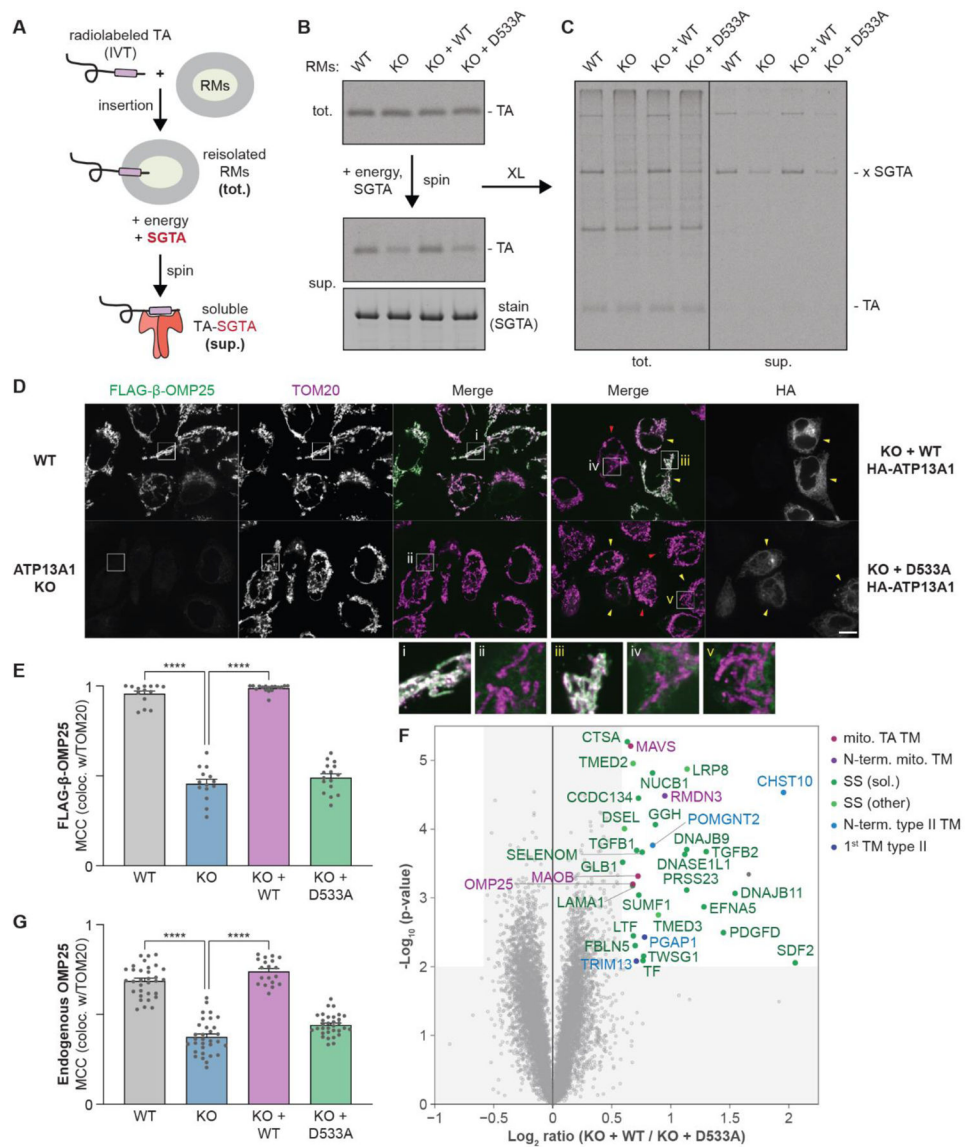 A
radiolabeled TA
(IVT)
+
RMs
insertion
reisolated
RMs
(tot.)
+ energy
+ SGTA
spin
soluble
TA-SGTA
(sup.)
B
RMs:
WT
KO
KO + WT
KO + D533A
tot.
- TA
+ energy,
SGTA
spin
XL
sup.
- TA
stain
(SGTA)
C
WT
KO
KO + WT
KO + D533A
WT
KO
KO + WT
KO + D533A
- x SGTA
- TA
tot.
sup.
D
FLAG-β-OMP25
TOM20
Merge
Merge
HA
WT
i
iv
iii
KO + WT
HA-ATP13A1
ATP13A1
KO
ii
v
KO + D533A
HA-ATP13A1
i
ii
iii
iv
v
E
FLAG-β-OMP25
MCC (coloc. w/TOM20)
1
0
****
****
WT
KO
KO +
WT
KO +
D533A
F
-Log10 (p-value)
5
4
3
2
1
0
CTSA
MAVS
TMED2
LRP8
NUCB1
CHST10
CCDC134
RMDN3
DSEL
GGH
POMGNT2
TGFB1
DNAJB9
SELENOM
TGFB2
GLB1
DNASE1L1
MAOB
PRSS23
OMP25
DNAJB11
LAMA1
SUMF1
EFNA5
TMED3
LTF
PDGFD
PGAP1
FBLN5
SDF2
TWSG1
TRIM13
TF
−1
−0.5
0
0.5
1
1.5
2
Log2 ratio (KO + WT / KO + D533A)
mito. TA TM
N-term. mito. TM
SS (sol.)
SS (other)
N-term. type II TM
1st TM type II
G
Endogenous OMP25
MCC (coloc. w/TOM20)
1
0
****
****
WT
KO
KO +
WT
KO +
D533A